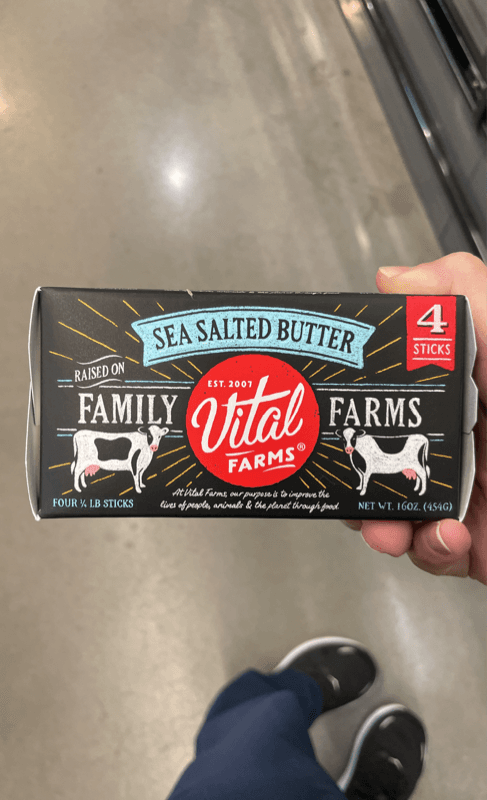 SEA SALTED BUTTER
4
STICKS
RAISED ON
FAMILY
EST. 2007
Vital
FARMS®
FARMS
At Vital Farms, our purpose is to improve the
lives of people, animals & the planet through food
FOUR ¼ LB STICKS
NET WT. 16OZ. (454G)